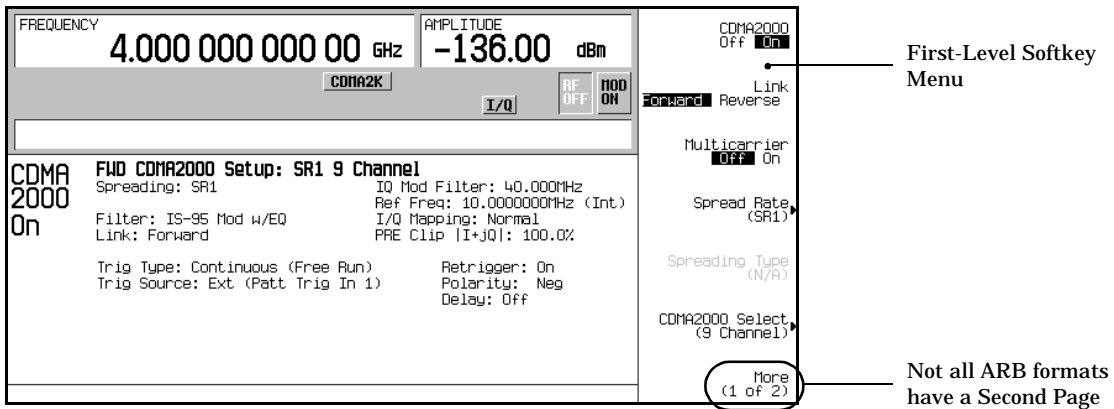 FREQUENCY
4.000 000 000 00 GHz
AMPLITUDE
-136.00 dBm
CDMA2K
I/Q
RF OFF
MOD ON
CDMA 2000 On
FWD CDMA2000 Setup: SR1 9 Channel
Spreading: SR1
IQ Mod Filter: 40.000MHz
Ref Freq: 10.0000000MHz (Int)
Filter: IS-95 Mod w/EQ
I/Q Mapping: Normal
Link: Forward
PRE Clip |I+jQ|: 100.0%
Trig Type: Continuous (Free Run)
Retrigger: On
Trig Source: Ext (Patt Trig In 1)
Polarity: Neg
Delay: Off
CDMA2000
Off On
Link
Forward Reverse
Multicarrier
Off On
Spread Rate
(SR1)
Spreading Type
(N/A)
CDMA2000 Select
(9 Channel)
More
(1 of 2)
First-Level Softkey
Menu
Not all ARB formats
have a Second Page